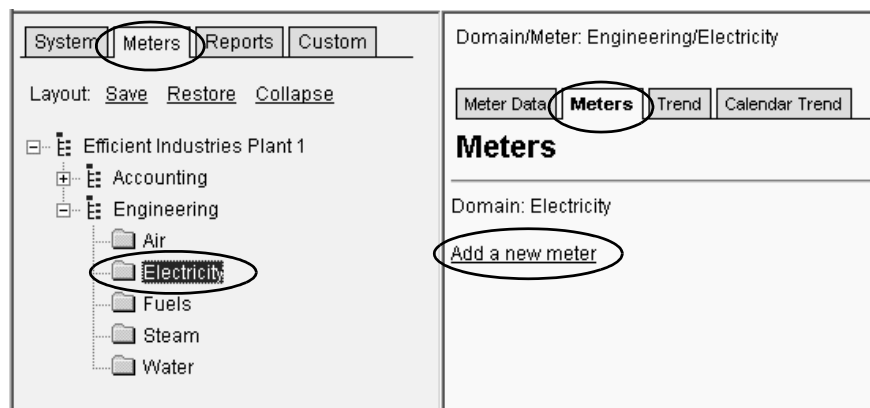 System Meters Reports Custom
Layout: Save Restore Collapse
Efficient Industries Plant 1
Accounting
Engineering
Air
Electricity
Fuels
Steam
Water
Domain/Meter: Engineering/Electricity
Meter Data Meters Trend Calendar Trend
Meters
Domain: Electricity
Add a new meter